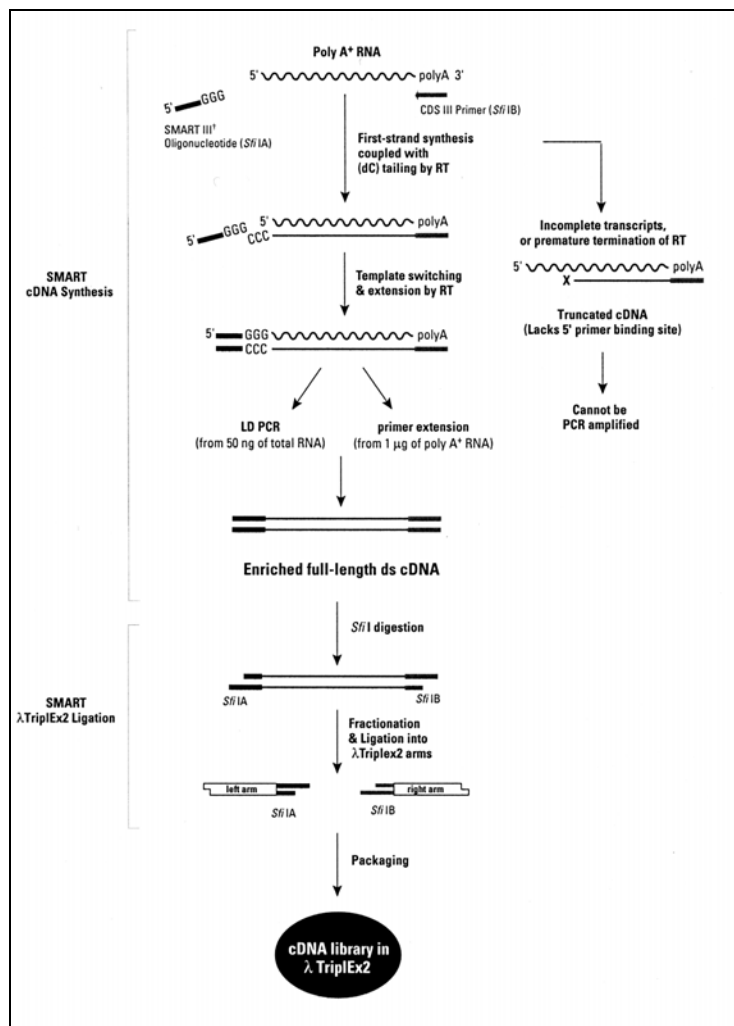 Poly A+ RNA
5'
polyA 3'
5'
GGG
SMART III†
Oligonucleotide (Sfi IA)
CDS III Primer (Sfi IB)
First-strand synthesis
coupled with
(dC) tailing by RT
5'
polyA
5'
GGG
CCC
Incomplete transcripts,
or premature termination of RT
5'
polyA
X
Truncated cDNA
(Lacks 5' primer binding site)
Cannot be
PCR amplified
SMART
cDNA Synthesis
Template switching
& extension by RT
5'
GGG
polyA
CCC
LD PCR
(from 50 ng of total RNA)
primer extension
(from 1 µg of poly A+ RNA)
Enriched full-length ds cDNA
Sfi I digestion
Sfi IA
Sfi IB
SMART
λTriplEx2 Ligation
Fractionation
& Ligation into
λTriplex2 arms
left arm
right arm
Sfi IA
Sfi IB
Packaging
cDNA library in
λ TriplEx2